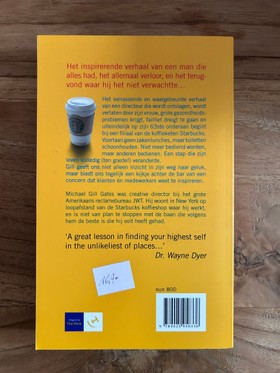 Het inspirerende verhaal van een man die
alles had, het allemaal verloor, en het terug-
vond waar hij het niet verwachtte...
Het verrassende en waargebeurde verhaal
van een directeur die wordt ontslagen, wordt
verlaten door zijn vrouw, grote gezondheids-
problemen krijgt, failliet dreigt te gaan en
uiteindelijk op zijn 63ste onderaan begint
bij een filiaal van de koffieketen Starbucks.
Voortaan geen zakenlunches, maar toiletten
schoonhouden. Niet meer bediend worden,
maar anderen bedienen. Een stap die zijn
leven volledig (ten goede!) veranderde.
Gill geeft ons niet alleen inzicht in zijn weg naar geluk,
maar biedt ons tegelijk een kijkje achter de bar van een
concern dat klanten én medewerkers weet te inspireren.
Michael Gill Gates was creative director bij het grote
Amerikaans reclamebureau JWT. Hij woont in New York op
loopafstand van de Starbucks koffieshop waar hij werkt,
en is niet van plan te stoppen met de baan die volgens
hem de beste is die hij ooit heeft gehad.
'A great lesson in finding your highest self
in the unlikeliest of places...'
Dr. Wayne Dyer
NUR 800